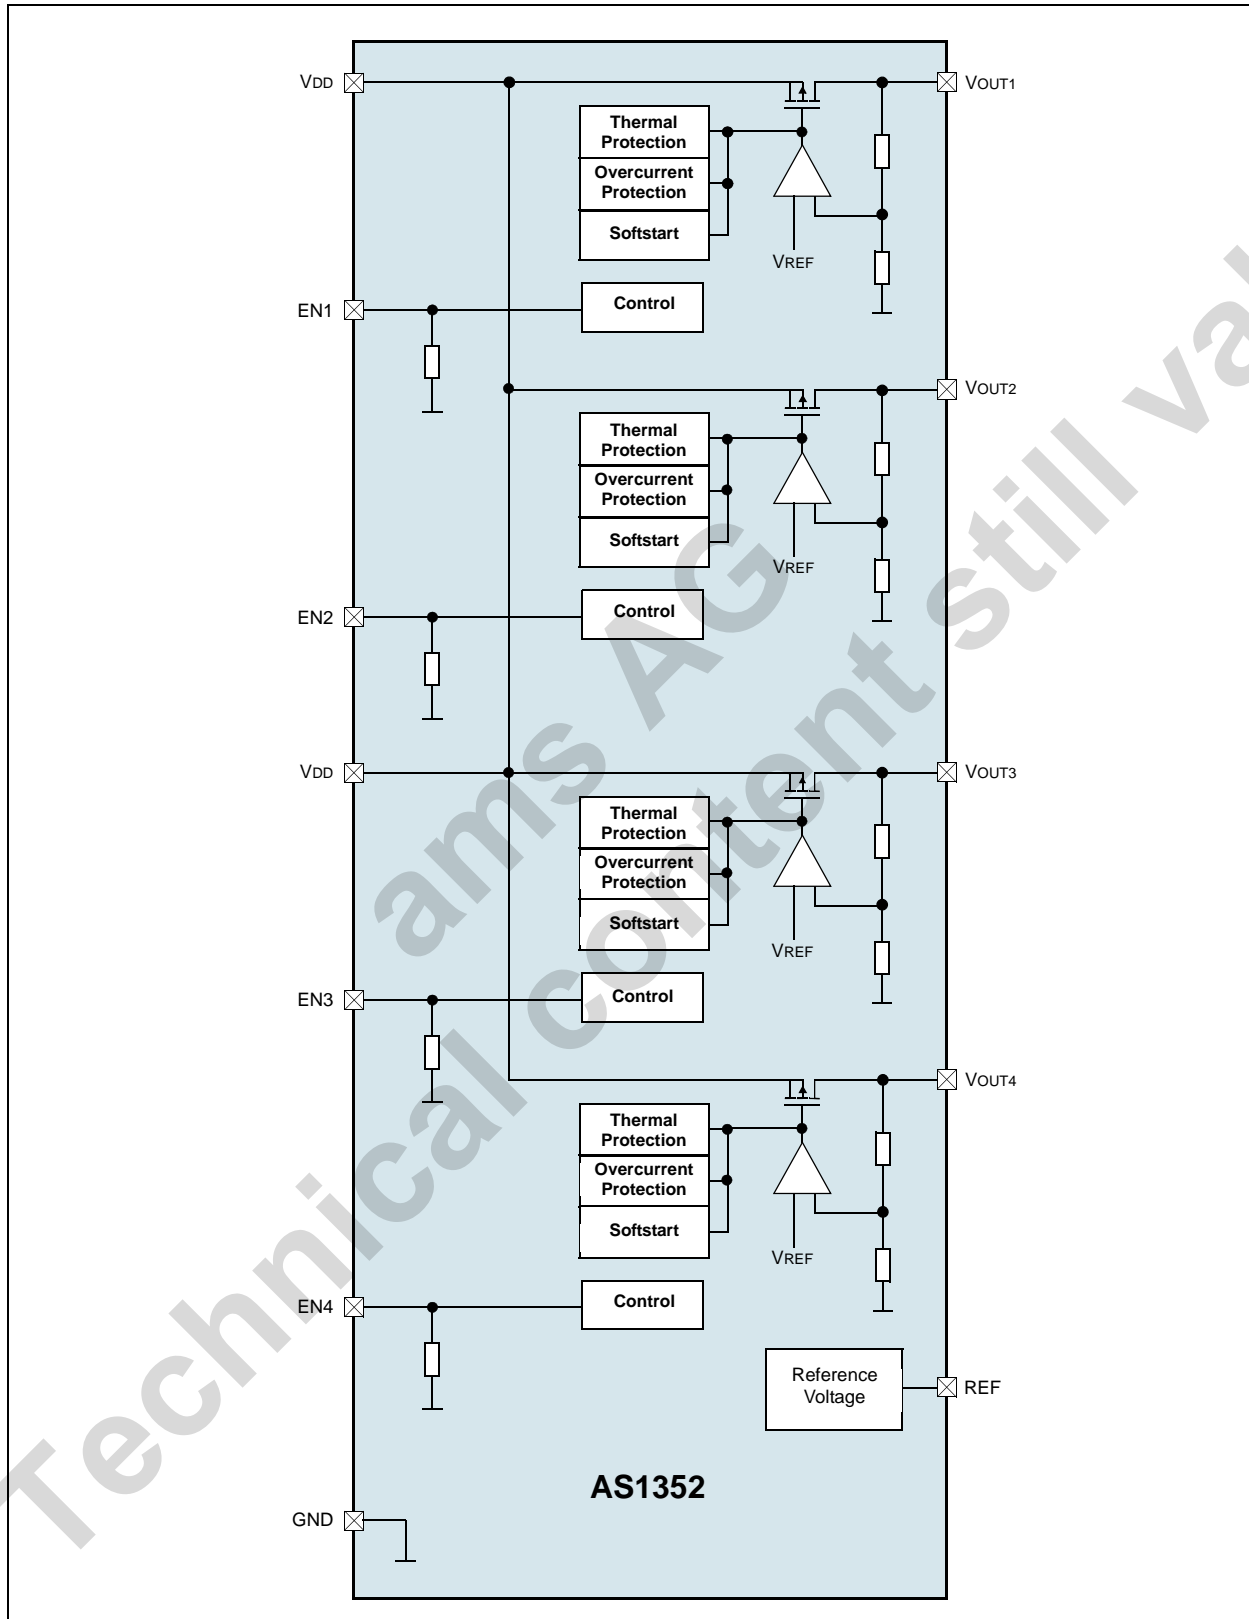 VDD
VOUT1
Thermal
Protection
Overcurrent
Protection
Softstart
VREF
EN1
Control
VOUT2
Thermal
Protection
Overcurrent
Protection
Softstart
VREF
EN2
Control
VDD
VOUT3
Thermal
Protection
Overcurrent
Protection
Softstart
VREF
EN3
Control
VOUT4
Thermal
Protection
Overcurrent
Protection
Softstart
VREF
EN4
Control
Reference
Voltage
REF
AS1352
GND
ams AG
Technical content still va